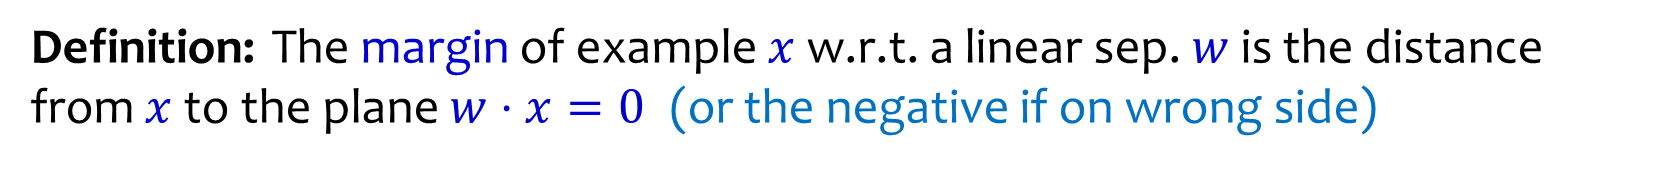 Definition: The margin of example x w.r.t. a linear sep. w is the distance
from x to the plane w · x = 0 (or the negative if on wrong side)